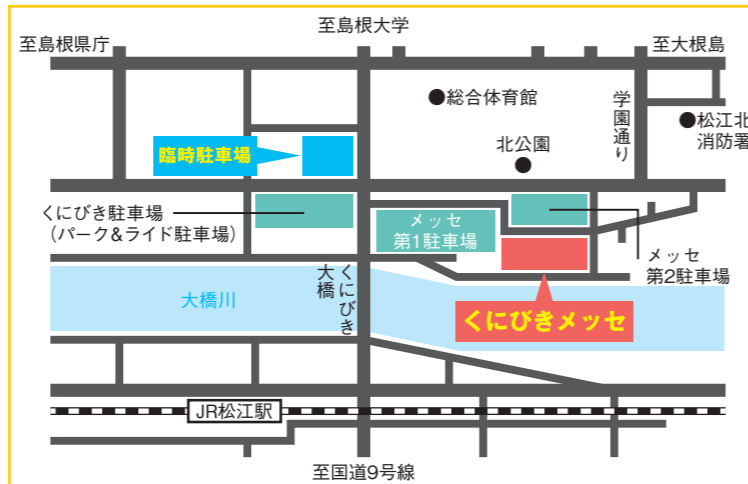 至島根大学
至島根県庁
至大根島
総合体育館
学園通り
松江北
消防署
臨時駐車場
北公園
くにびき駐車場
（パーク&ライド駐車場）
メッセ
第1駐車場
メッセ
第2駐車場
くにびき
大橋
大橋川
くにびきメッセ
JR松江駅
至国道9号線